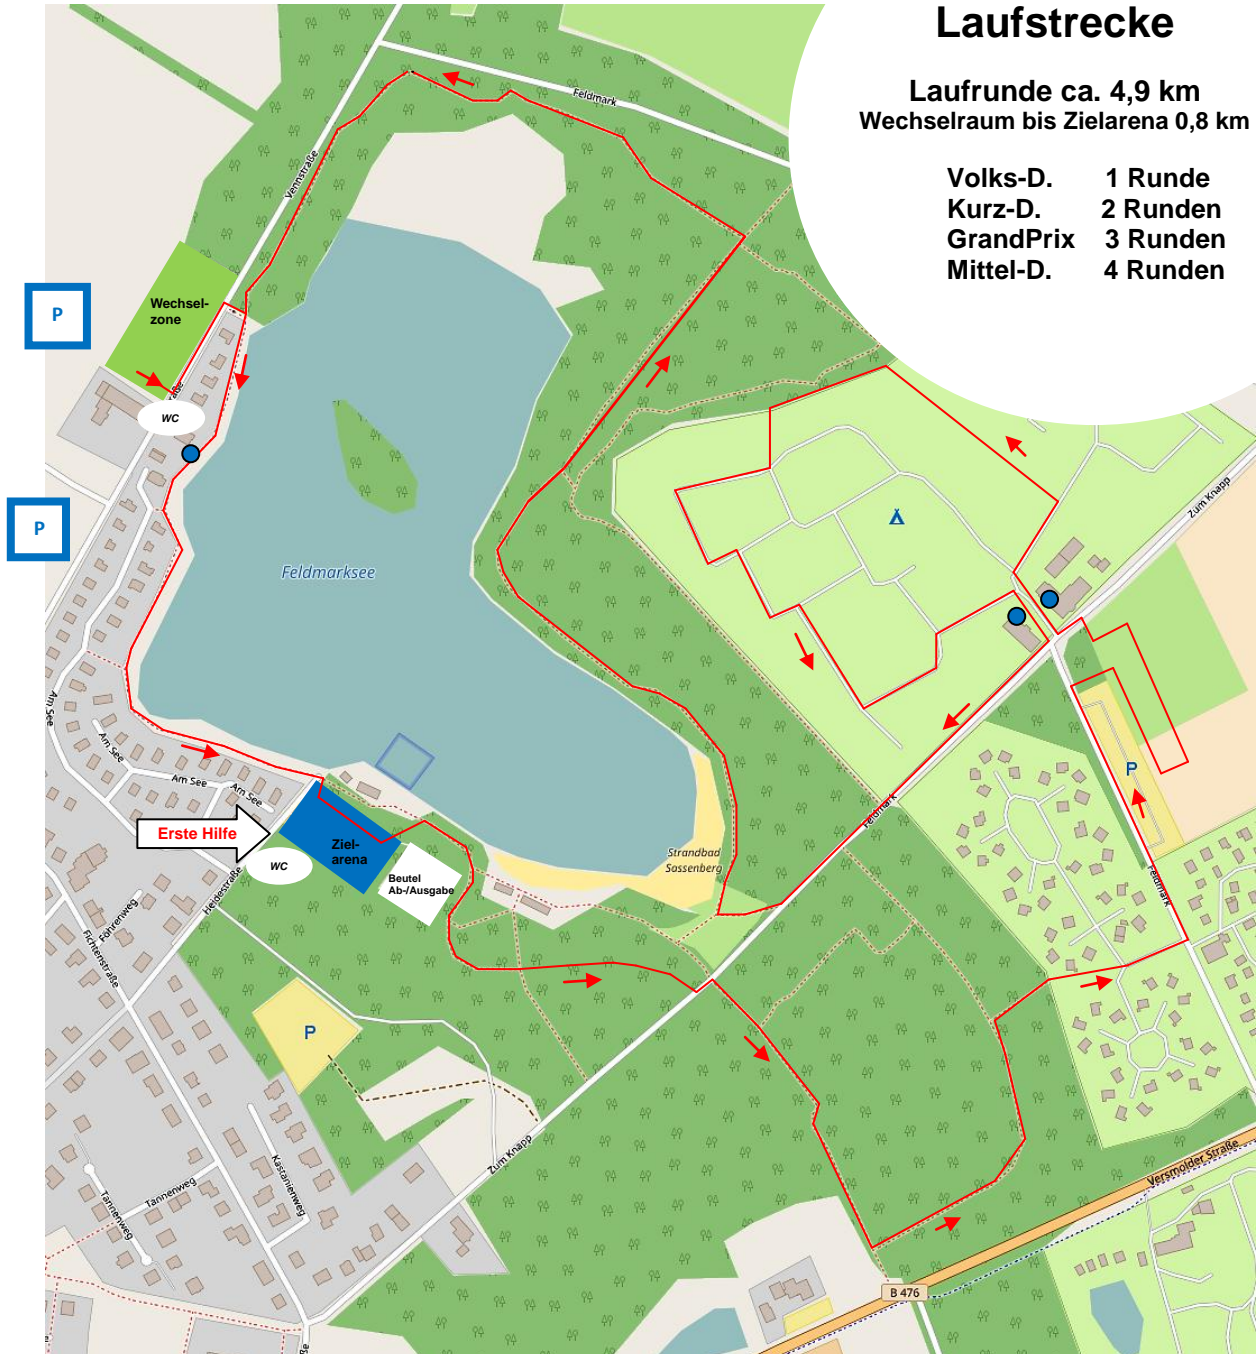 Laufstrecke
Laufrunde ca. 4,9 km
Wechselraum bis Zielarena 0,8 km
Volks-D. 1 Runde
Kurz-D. 2 Runden
GrandPrix 3 Runden
Mittel-D. 4 Runden
Feldmark
Vennstraße
Wechsel-
zone
P
aße
WC
P
Zum Knapp
Feldmarksee
Am See
Am See
Am See
Am See
P
Feldmark
Erste Hilfe
Ziel-
arena
WC
Beutel
Ab-/Ausgabe
Strandbad
Sassenberg
Feldmark
Heidestraße
Föhrenweg
Fichtenstraße
P
Zum Knapp
Kastanienweg
Tannenweg
Tannenweg
Versmolder Straße
B 476
ße